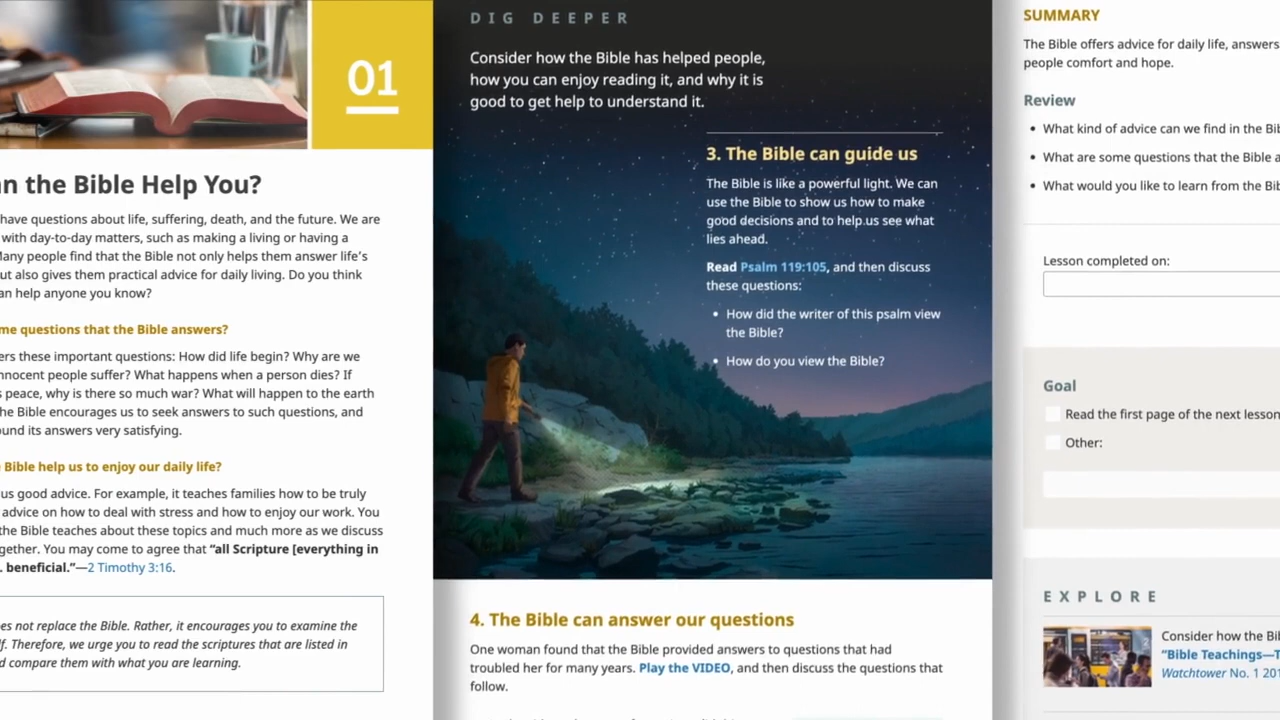 01
an the Bible Help You?
have questions about life, suffering, death, and the future. We are
with day-to-day matters, such as making a living or having a
Many people find that the Bible not only helps them answer life's
ut also gives them practical advice for daily living. Do you think
an help anyone you know?
me questions that the Bible answers?
ers these important questions: How did life begin? Why are we
nnocent people suffer? What happens when a person dies? If
s peace, why is there so much war? What will happen to the earth
he Bible encourages us to seek answers to such questions, and
ound its answers very satisfying.
Bible help us to enjoy our daily life?
us good advice. For example, it teaches families how to be truly
advice on how to deal with stress and how to enjoy our work. You
the Bible teaches about these topics and much more as we discuss
gether. You may come to agree that “all Scripture [everything in
. beneficial.”—2 Timothy 3:16.
oes not replace the Bible. Rather, it encourages you to examine the
lf. Therefore, we urge you to read the scriptures that are listed in
d compare them with what you are learning.
DIG DEEPER
Consider how the Bible has helped people,
how you can enjoy reading it, and why it is
good to get help to understand it.
3. The Bible can guide us
The Bible is like a powerful light. We can
use the Bible to show us how to make
good decisions and to help us see what
lies ahead.
Read Psalm 119:105, and then discuss
these questions:
• How did the writer of this psalm view
the Bible?
• How do you view the Bible?
4. The Bible can answer our questions
One woman found that the Bible provided answers to questions that had
troubled her for many years. Play the VIDEO, and then discuss the questions that
follow.
SUMMARY
The Bible offers advice for daily life, answers
people comfort and hope.
Review
• What kind of advice can we find in the Bib
• What are some questions that the Bible a
• What would you like to learn from the Bib
Lesson completed on:
Goal
Read the first page of the next lesson
Other:
EXPLORE
Consider how the Bib
“Bible Teachings—T
Watchtower No. 1 201